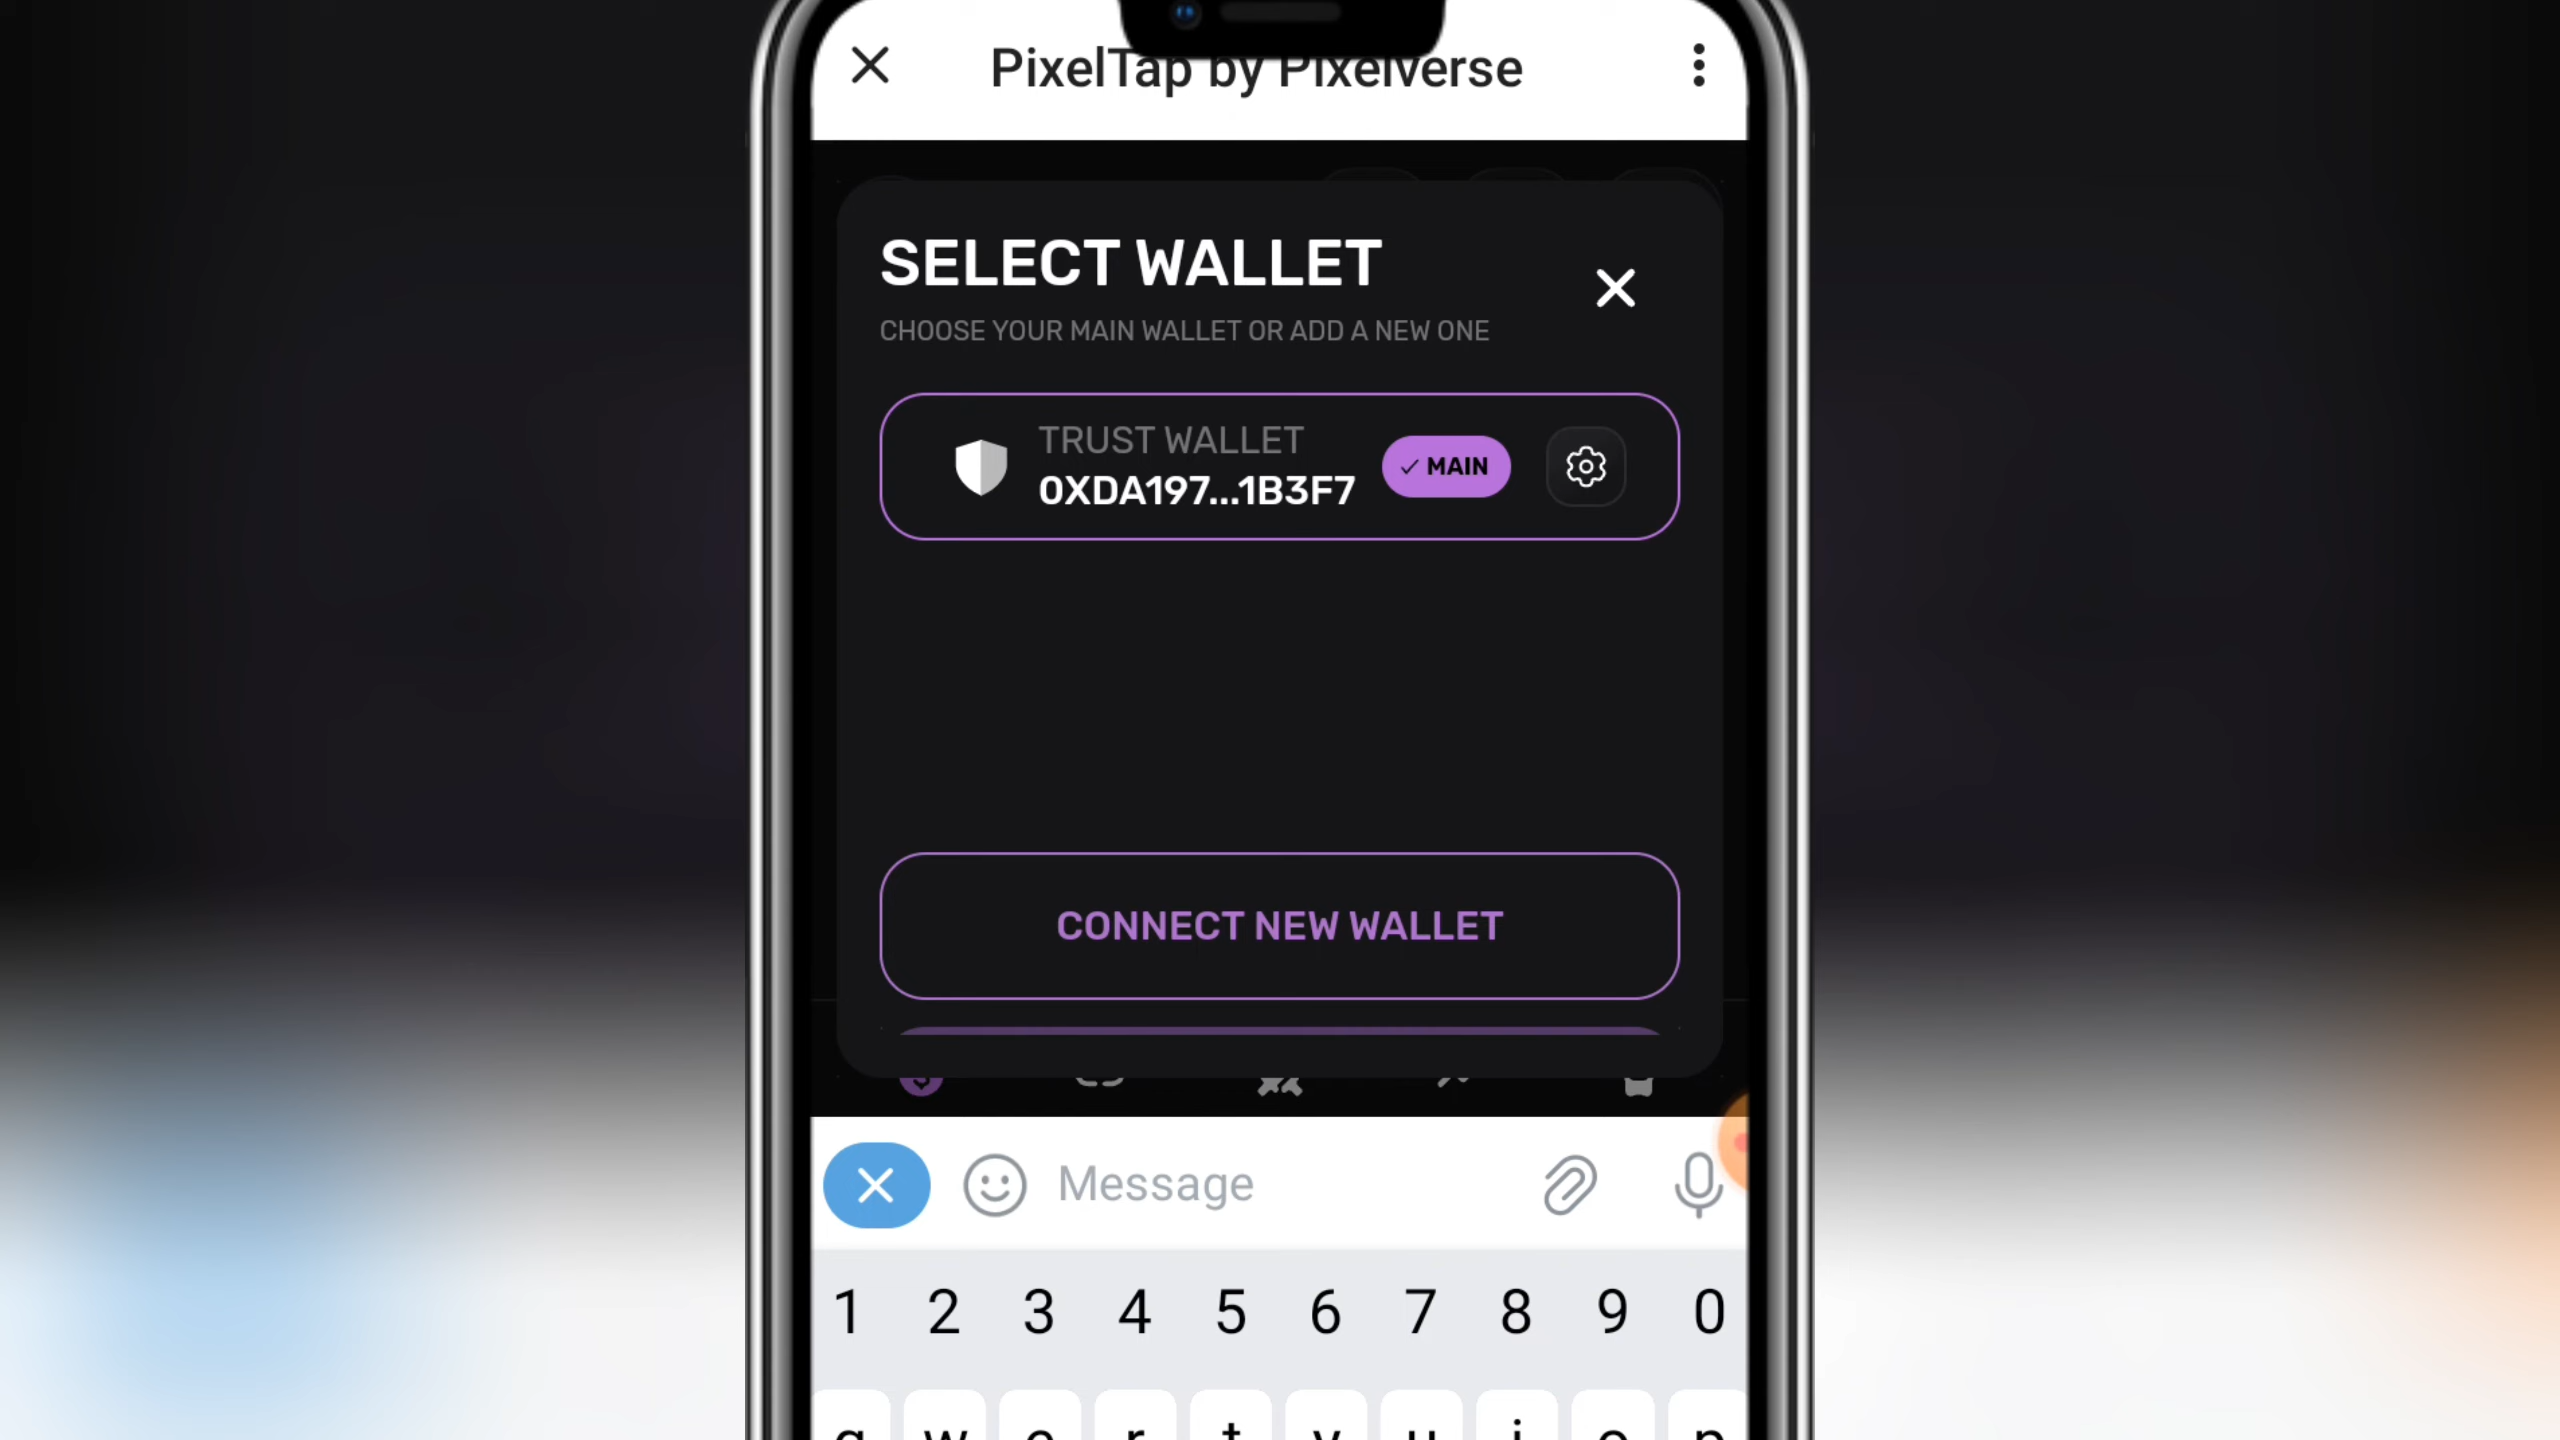 PixelTap by Pixelverse
SELECT WALLET
CHOOSE YOUR MAIN WALLET OR ADD A NEW ONE
TRUST WALLET
0XDA197...1B3F7
MAIN
CONNECT NEW WALLET
Message
1 2 3 4 5 6 7 8 9 0
q w e r t y u i o p